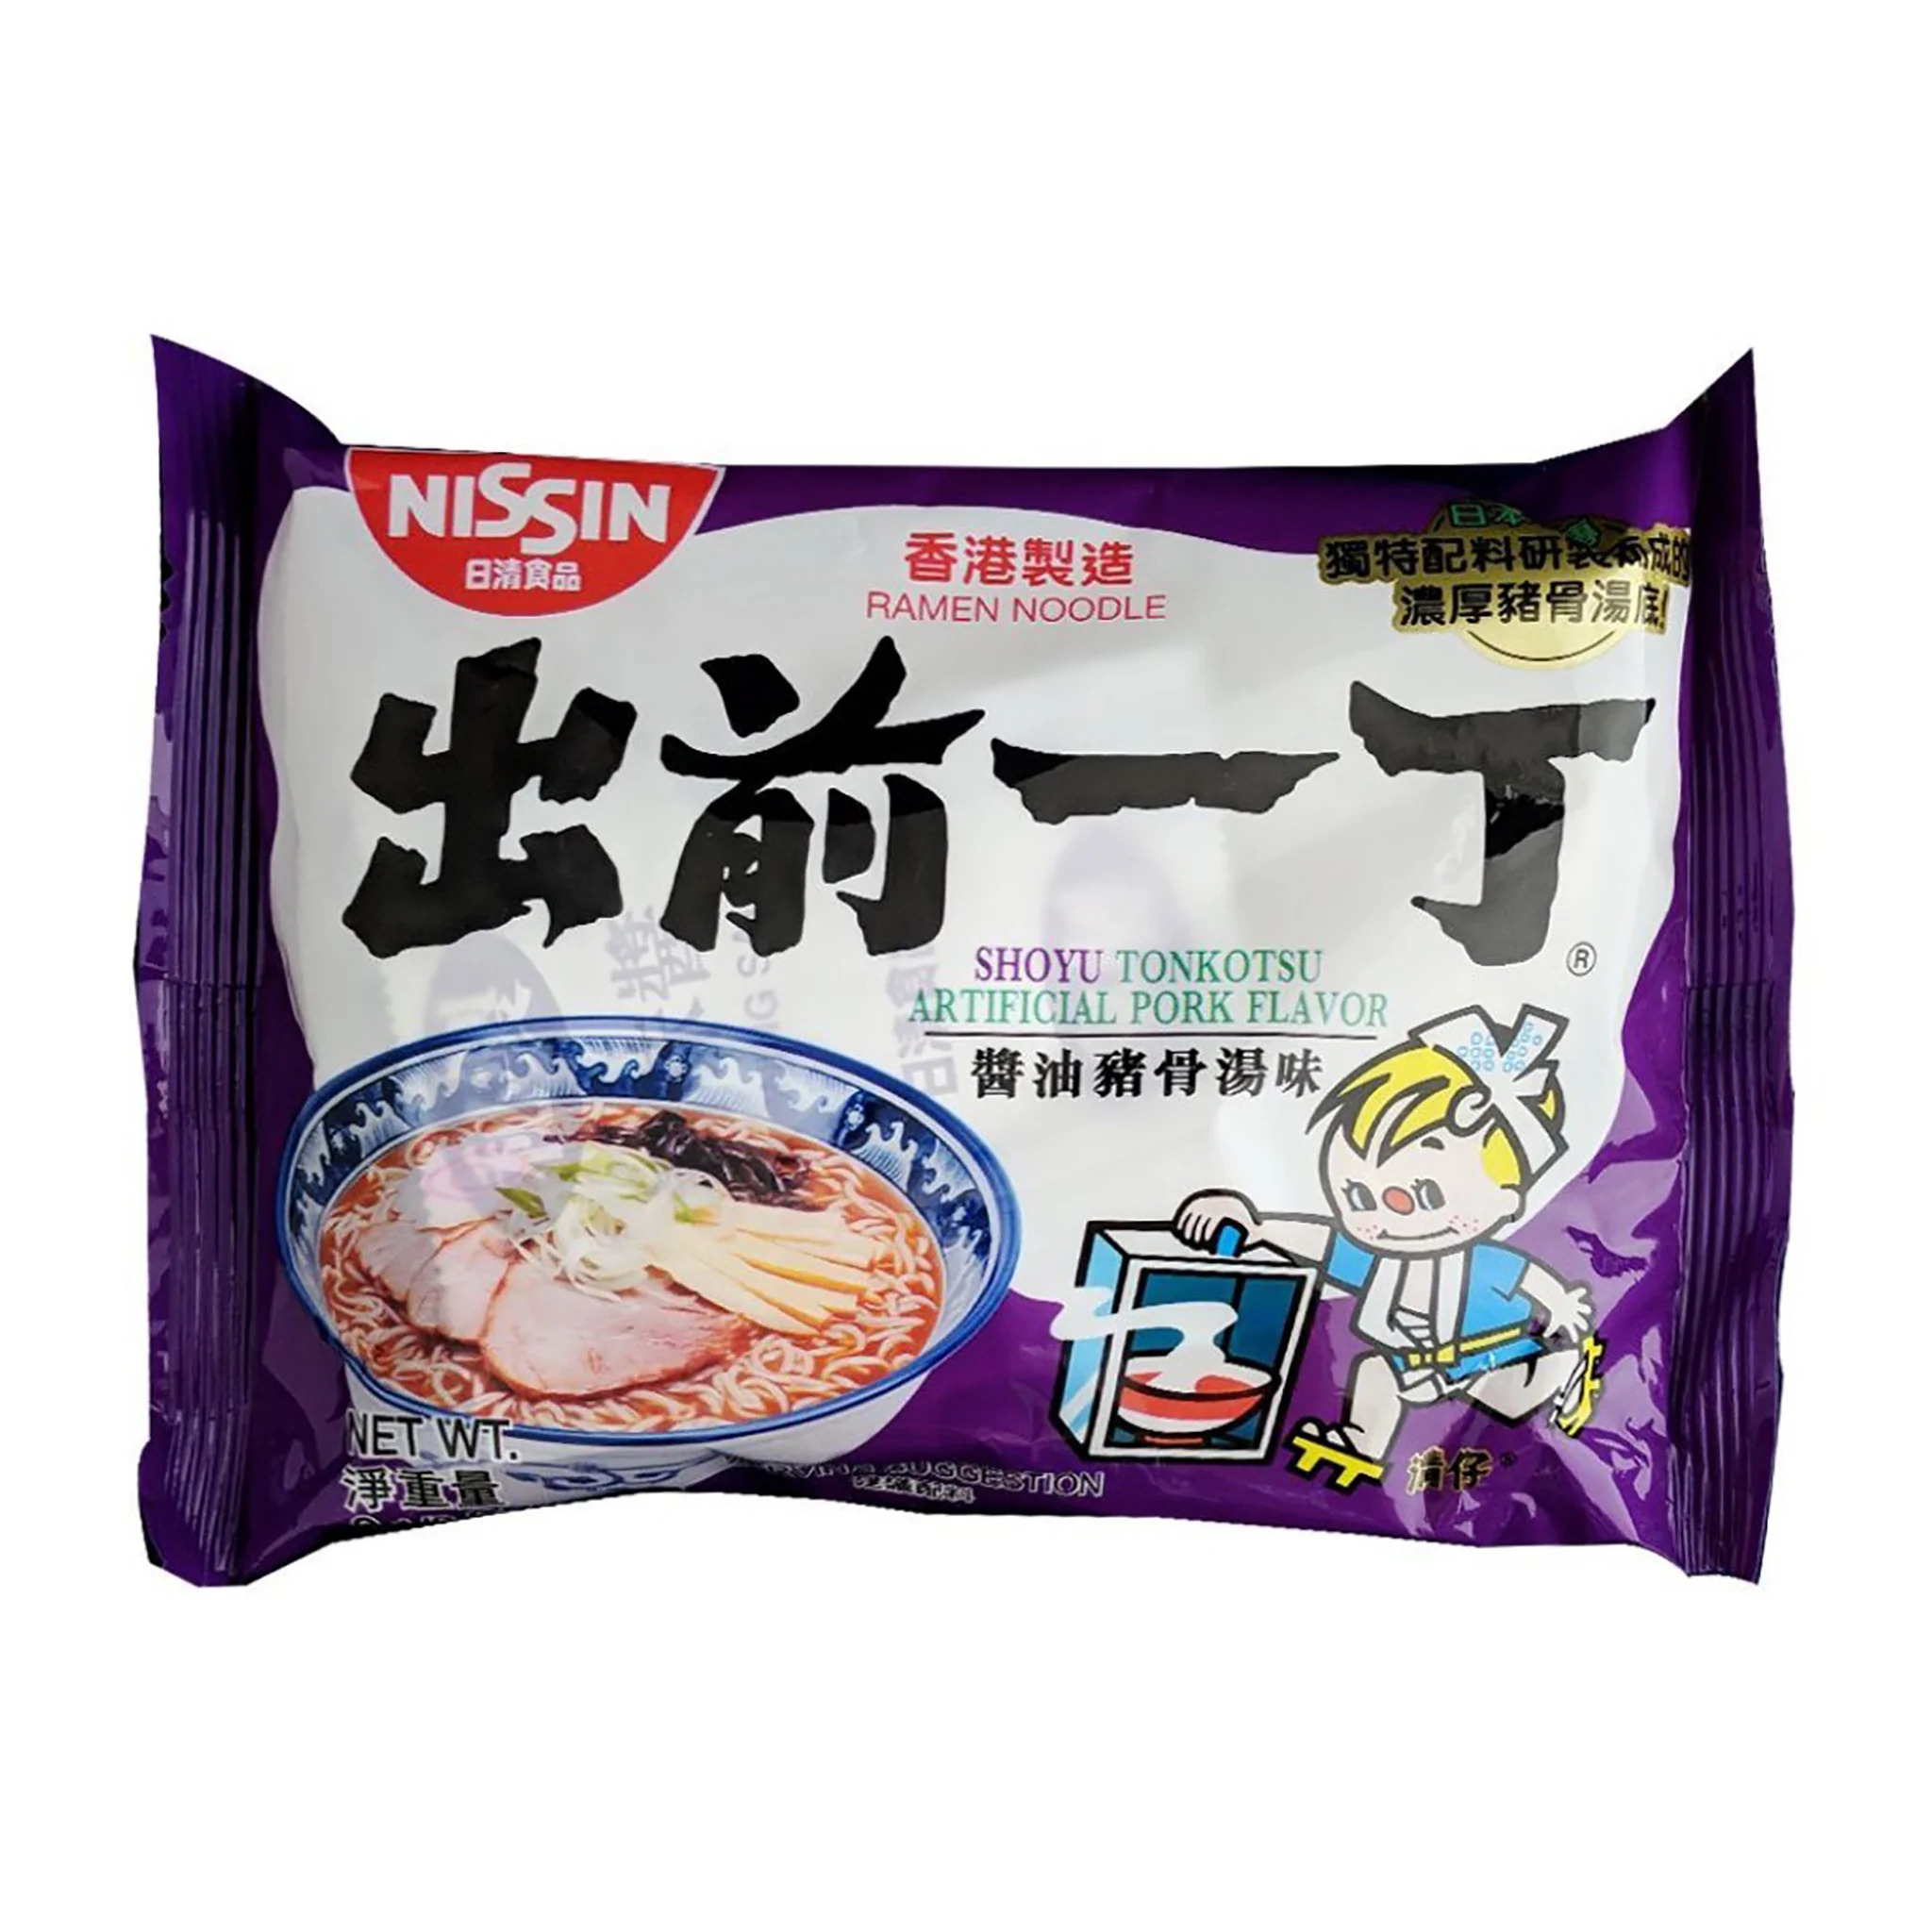 NISSIN
日清食品
香港製造
RAMEN NOODLE
日本
獨特配料研製而成的
濃厚豬骨湯底!
出前一丁
®
SHOYU TONKOTSU
ARTIFICIAL PORK FLAVOR
醬油豬骨湯味
NET WT.
淨重量
SERVING SUGGESTION
清仔